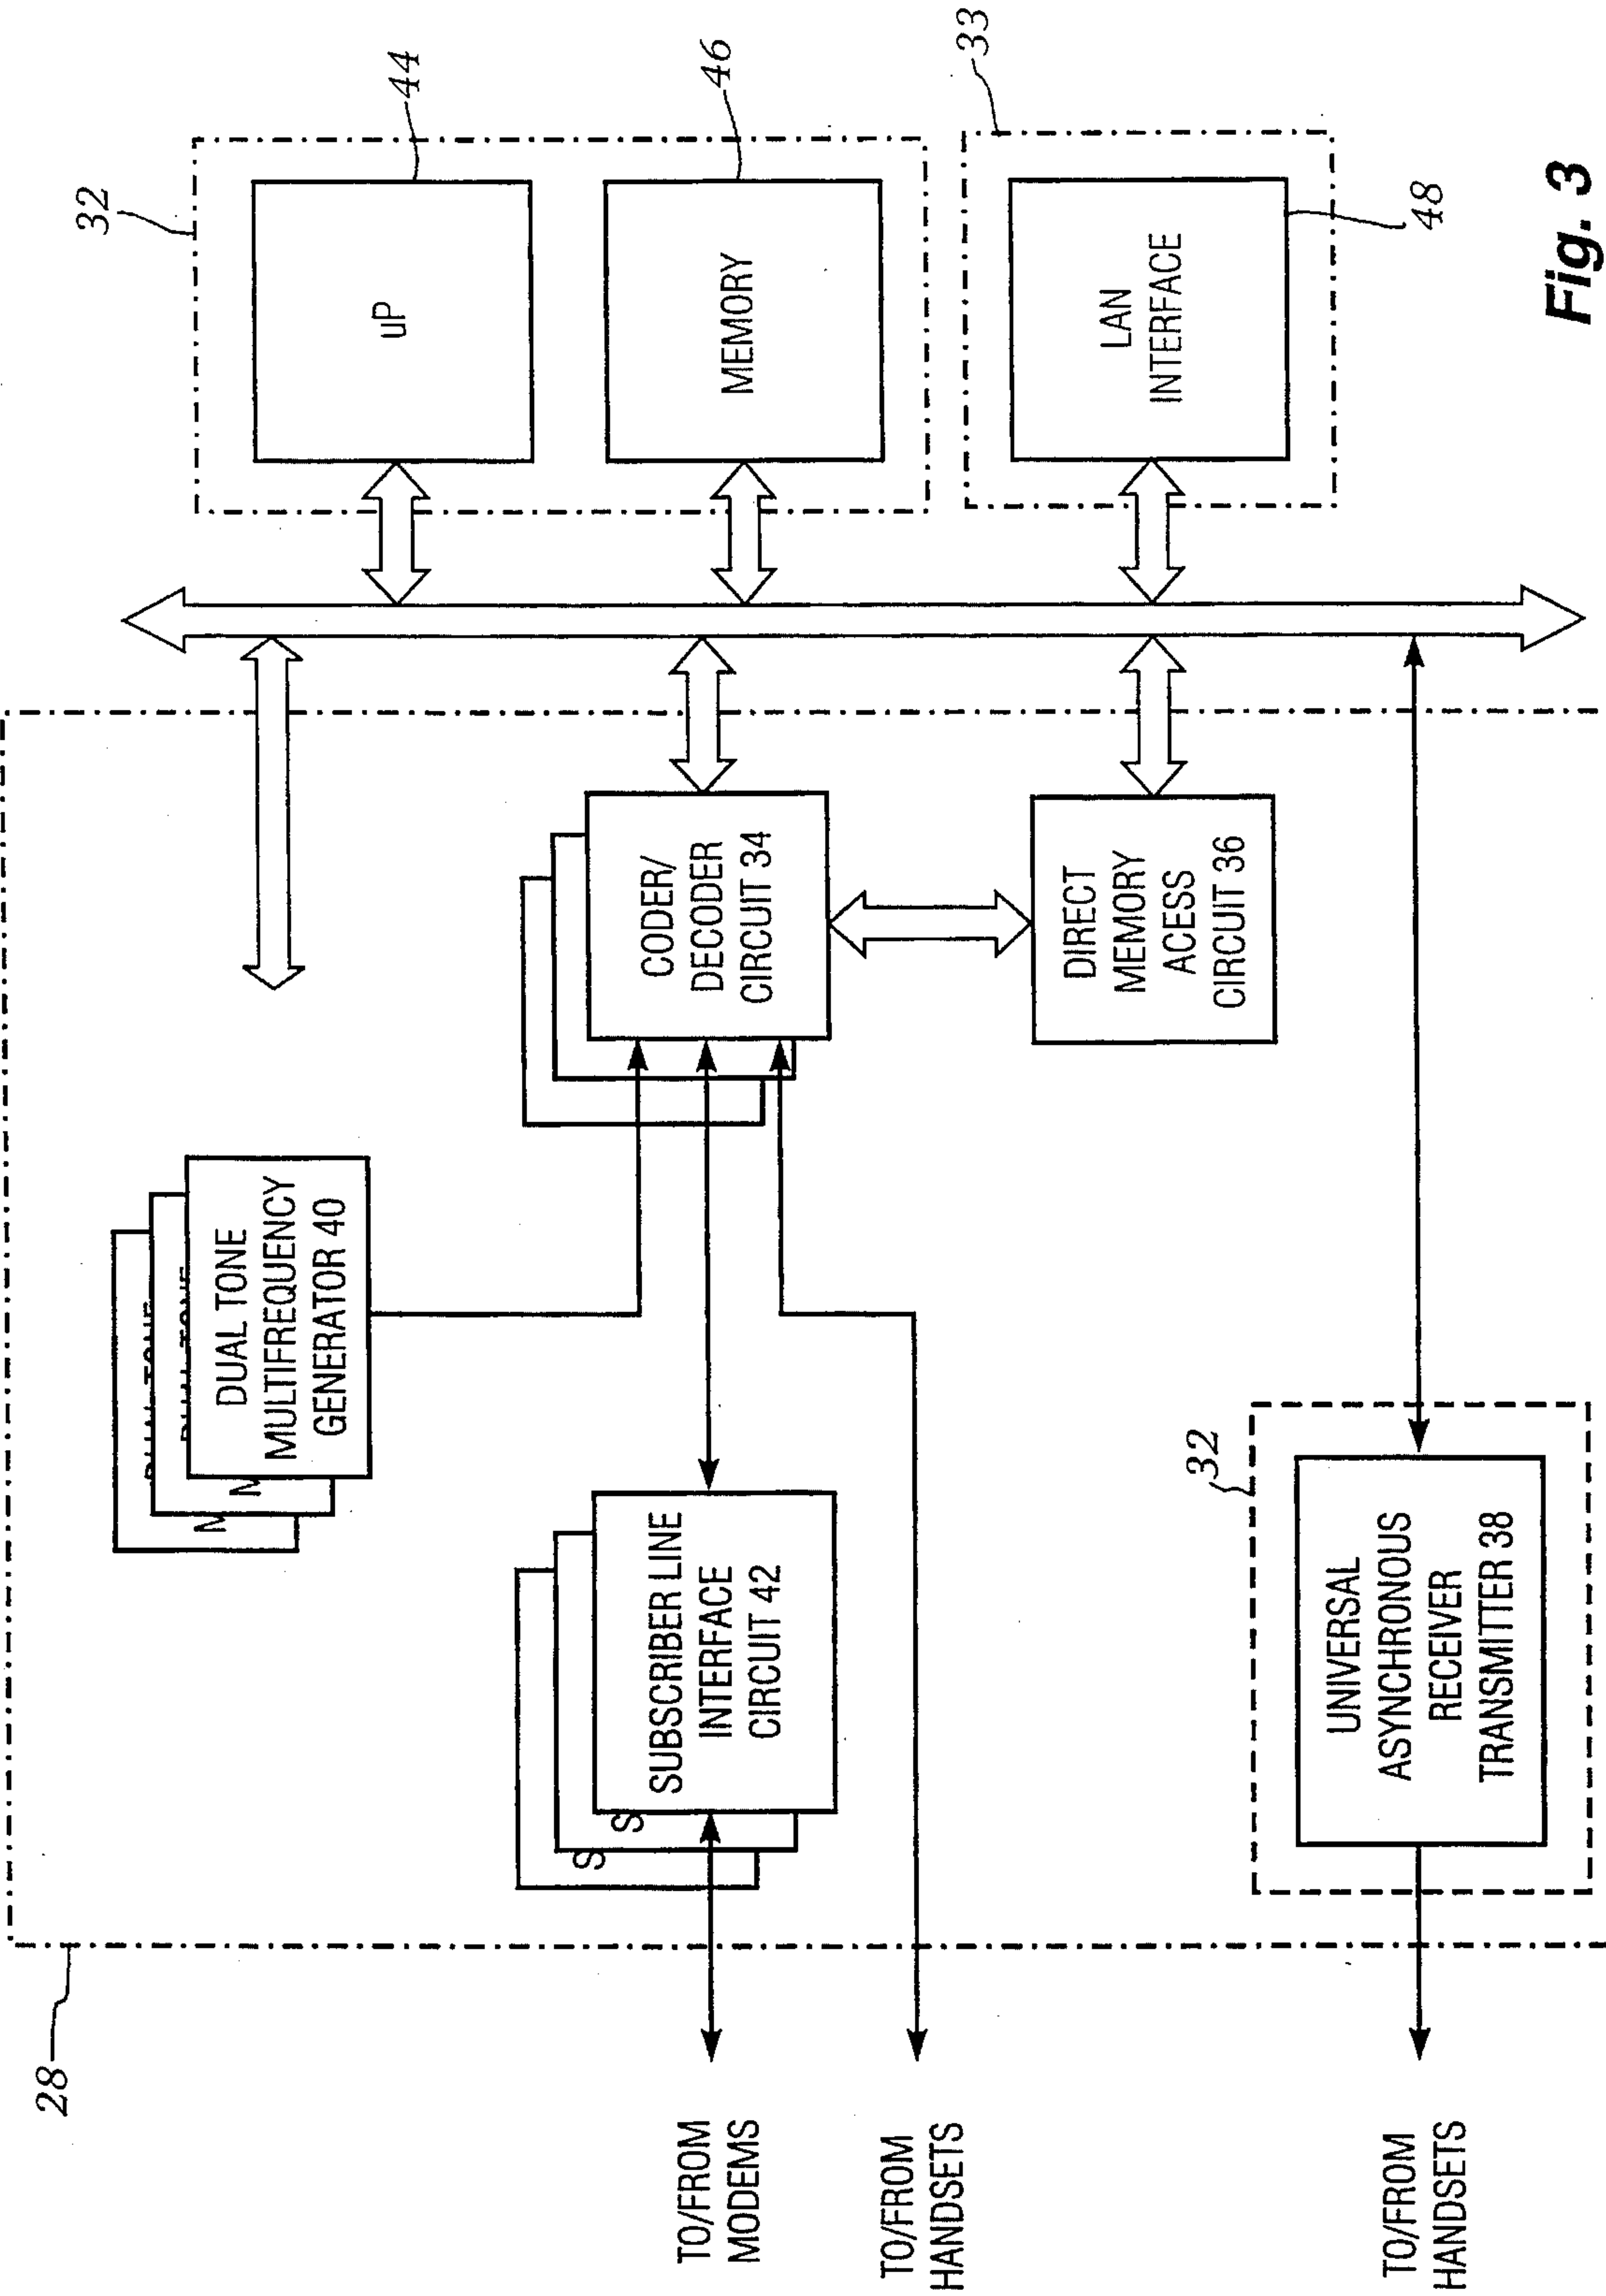 28
32
uP
44
MEMORY
46
33
LAN
INTERFACE
48
DUAL TONE
MULTIFREQUENCY
GENERATOR 40
M
M
CODER/
DECODER
CIRCUIT 34
SUBSCRIBER LINE
INTERFACE
CIRCUIT 42
S
S
DIRECT
MEMORY
ACESS
CIRCUIT 36
32
UNIVERSAL
ASYNCHRONOUS
RECEIVER
TRANSMITTER 38
TO/FROM
MODEMS
TO/FROM
HANDSETS
TO/FROM
HANDSETS
Fig. 3